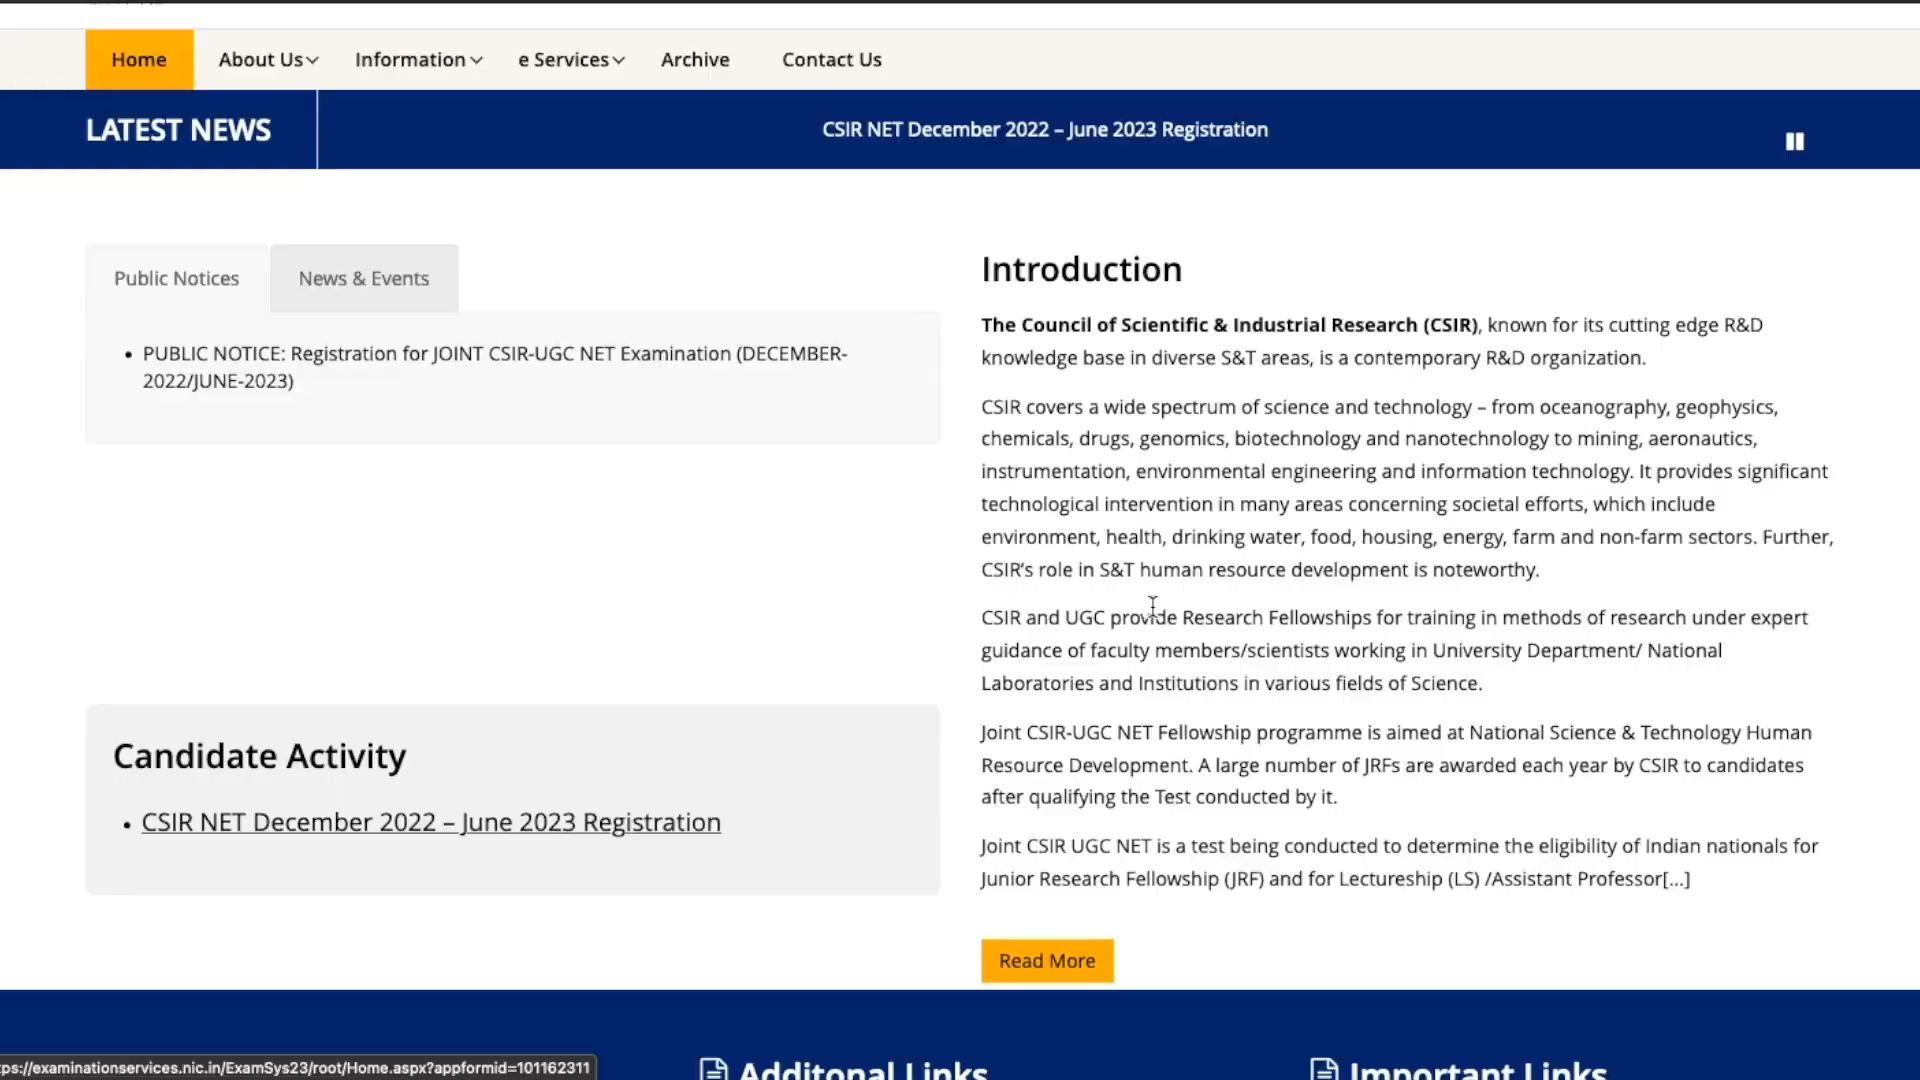 Home About Us Information e Services Archive Contact Us
LATEST NEWS
CSIR NET December 2022 – June 2023 Registration
Public Notices News & Events
• PUBLIC NOTICE: Registration for JOINT CSIR-UGC NET Examination (DECEMBER-
2022/JUNE-2023)
Candidate Activity
• CSIR NET December 2022 – June 2023 Registration
Introduction
The Council of Scientific & Industrial Research (CSIR), known for its cutting edge R&D
knowledge base in diverse S&T areas, is a contemporary R&D organization.
CSIR covers a wide spectrum of science and technology – from oceanography, geophysics,
chemicals, drugs, genomics, biotechnology and nanotechnology to mining, aeronautics,
instrumentation, environmental engineering and information technology. It provides significant
technological intervention in many areas concerning societal efforts, which include
environment, health, drinking water, food, housing, energy, farm and non-farm sectors. Further,
CSIR's role in S&T human resource development is noteworthy.
CSIR and UGC provide Research Fellowships for training in methods of research under expert
guidance of faculty members/scientists working in University Department/ National
Laboratories and Institutions in various fields of Science.
Joint CSIR-UGC NET Fellowship programme is aimed at National Science & Technology Human
Resource Development. A large number of JRFs are awarded each year by CSIR to candidates
after qualifying the Test conducted by it.
Joint CSIR UGC NET is a test being conducted to determine the eligibility of Indian nationals for
Junior Research Fellowship (JRF) and for Lectureship (LS) /Assistant Professor[...]
Read More
Additonal Links
Important Links
tps://examinationservices.nic.in/ExamSys23/root/Home.aspx?appformid=101162311